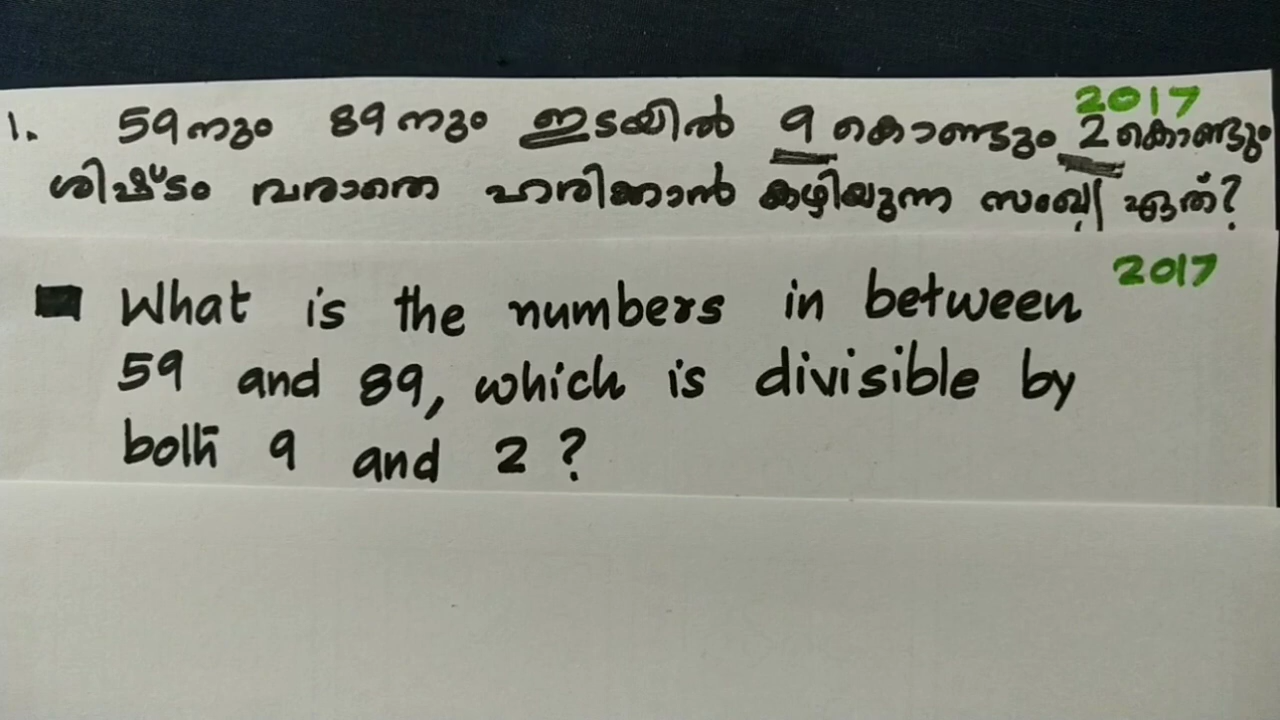 2017
1. 59നും 89നും ഇടയിൽ 9 കൊണ്ടും 2കൊണ്ടും
ശിഷ്ടം വരാതെ ഹരിക്കാൻ കഴിയുന്ന സംഖ്യ ഏത്?
2017
What is the numbers in between
59 and 89, which is divisible by
both 9 and 2 ?